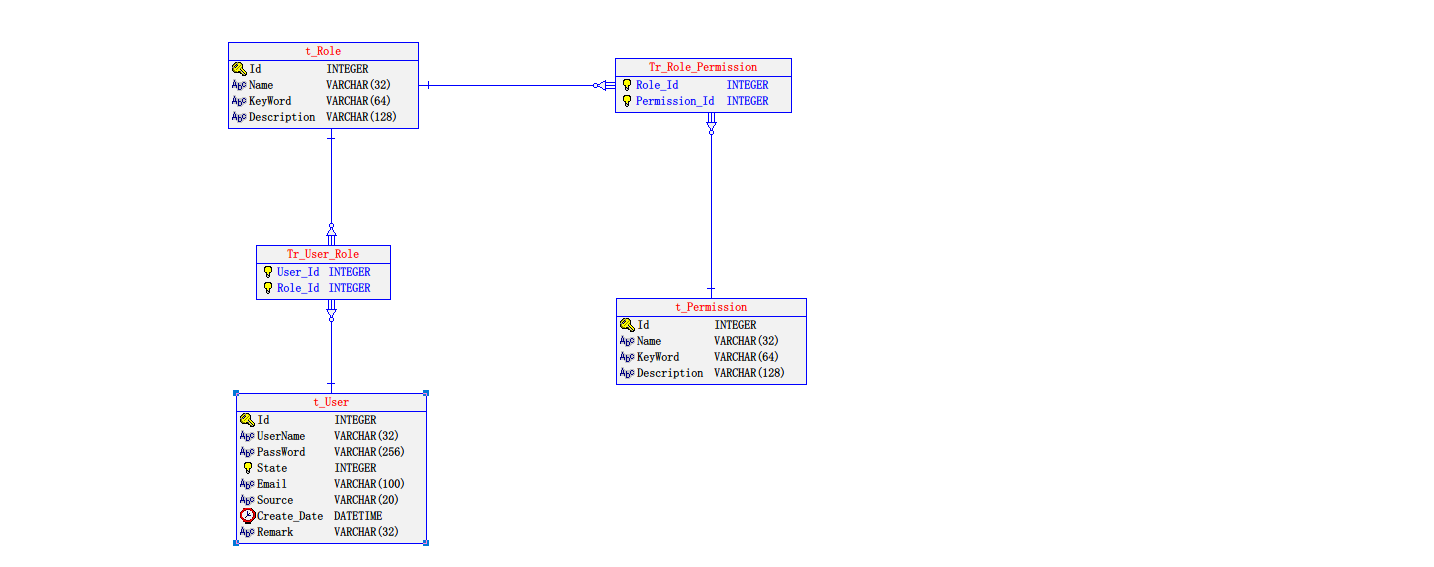 t_Role
Id INTEGER
Name VARCHAR(32)
KeyWord VARCHAR(64)
Description VARCHAR(128)
Tr_Role_Permission
Role_Id INTEGER
Permission_Id INTEGER
Tr_User_Role
User_Id INTEGER
Role_Id INTEGER
t_Permission
Id INTEGER
Name VARCHAR(32)
KeyWord VARCHAR(64)
Description VARCHAR(128)
t_User
Id INTEGER
UserName VARCHAR(32)
PassWord VARCHAR(256)
State INTEGER
Email VARCHAR(100)
Source VARCHAR(20)
Create_Date DATETIME
Remark VARCHAR(32)